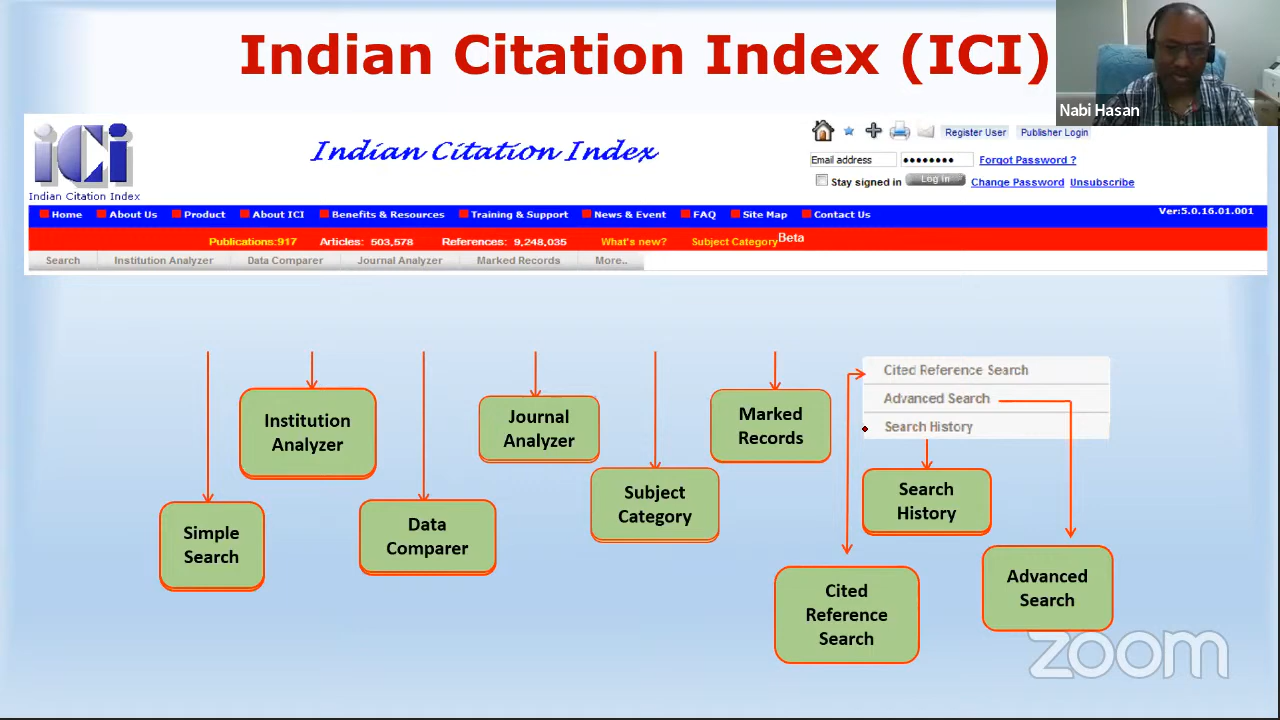 Indian Citation Index (ICI)
Nabi Hasan
iCi
Indian Citation Index
Indian Citation Index
Register User Publisher Login
Email address •••••••• Forgot Password ?
Stay signed in Log in Change Password Unsubscribe
Home About Us Product About ICI Benefits & Resources Training & Support News & Event FAQ Site Map Contact Us Ver:5.0.16.01.001
Publications:917 Articles: 503,578 References: 9,248,035 What's new? Subject Category Beta
Search Institution Analyzer Data Comparer Journal Analyzer Marked Records More..
Cited Reference Search
Advanced Search
Search History
Institution
Analyzer
Journal
Analyzer
Marked
Records
Simple
Search
Data
Comparer
Subject
Category
Search
History
Cited
Reference
Search
Advanced
Search
zoom